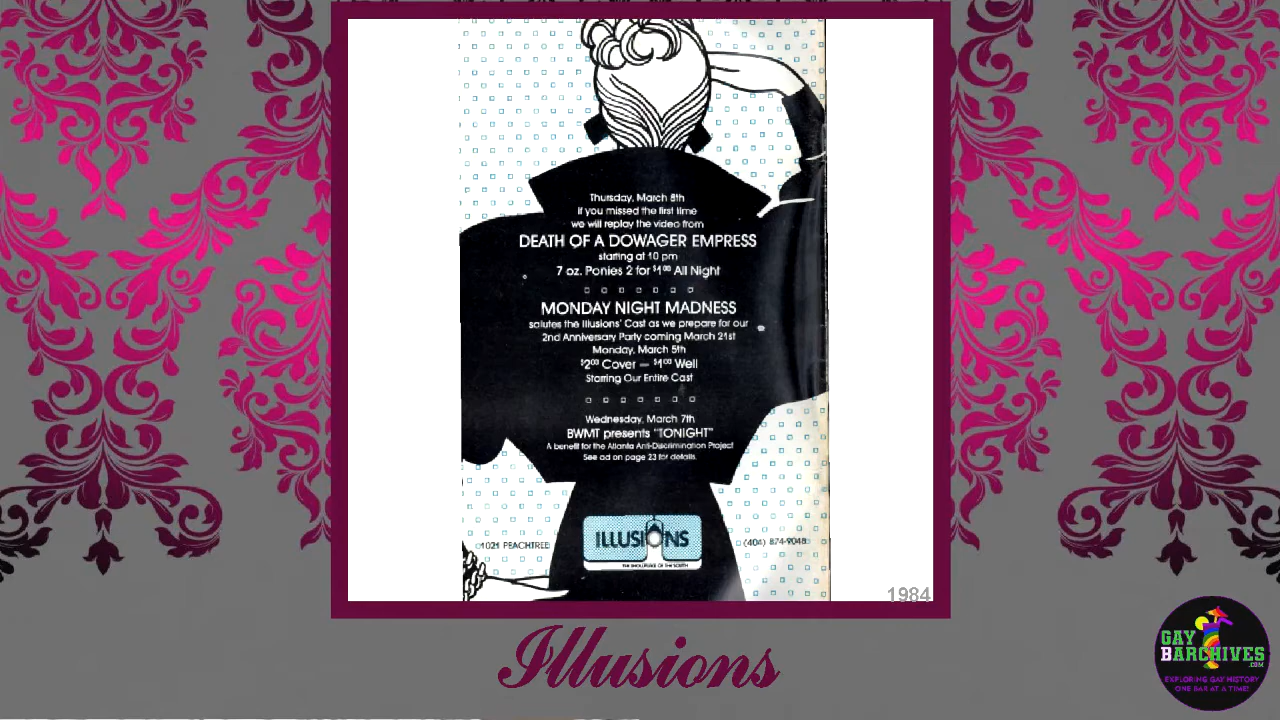 Thursday, March 8th
if you missed the first time
we will replay the video from
DEATH OF A DOWAGER EMPRESS
starting at 10 pm
7 oz. Ponies 2 for $1.00 All Night
MONDAY NIGHT MADNESS
salutes the Illusions' Cast as we prepare for our
2nd Anniversary Party coming March 21st
Monday, March 5th
$2.00 Cover — $1.00 Well
Starring Our Entire Cast
Wednesday, March 7th
BWMT presents "TONIGHT"
A benefit for the Atlanta Anti-Discrimination Project
See ad on page 23 for details.
1021 PEACHTREE
ILLUSIONS
THE SHOWPLACE OF THE SOUTH
(404) 874-9048
1984
Illusions
GAY
BARCHIVES
.COM
EXPLORING GAY HISTORY
ONE BAR AT A TIME!